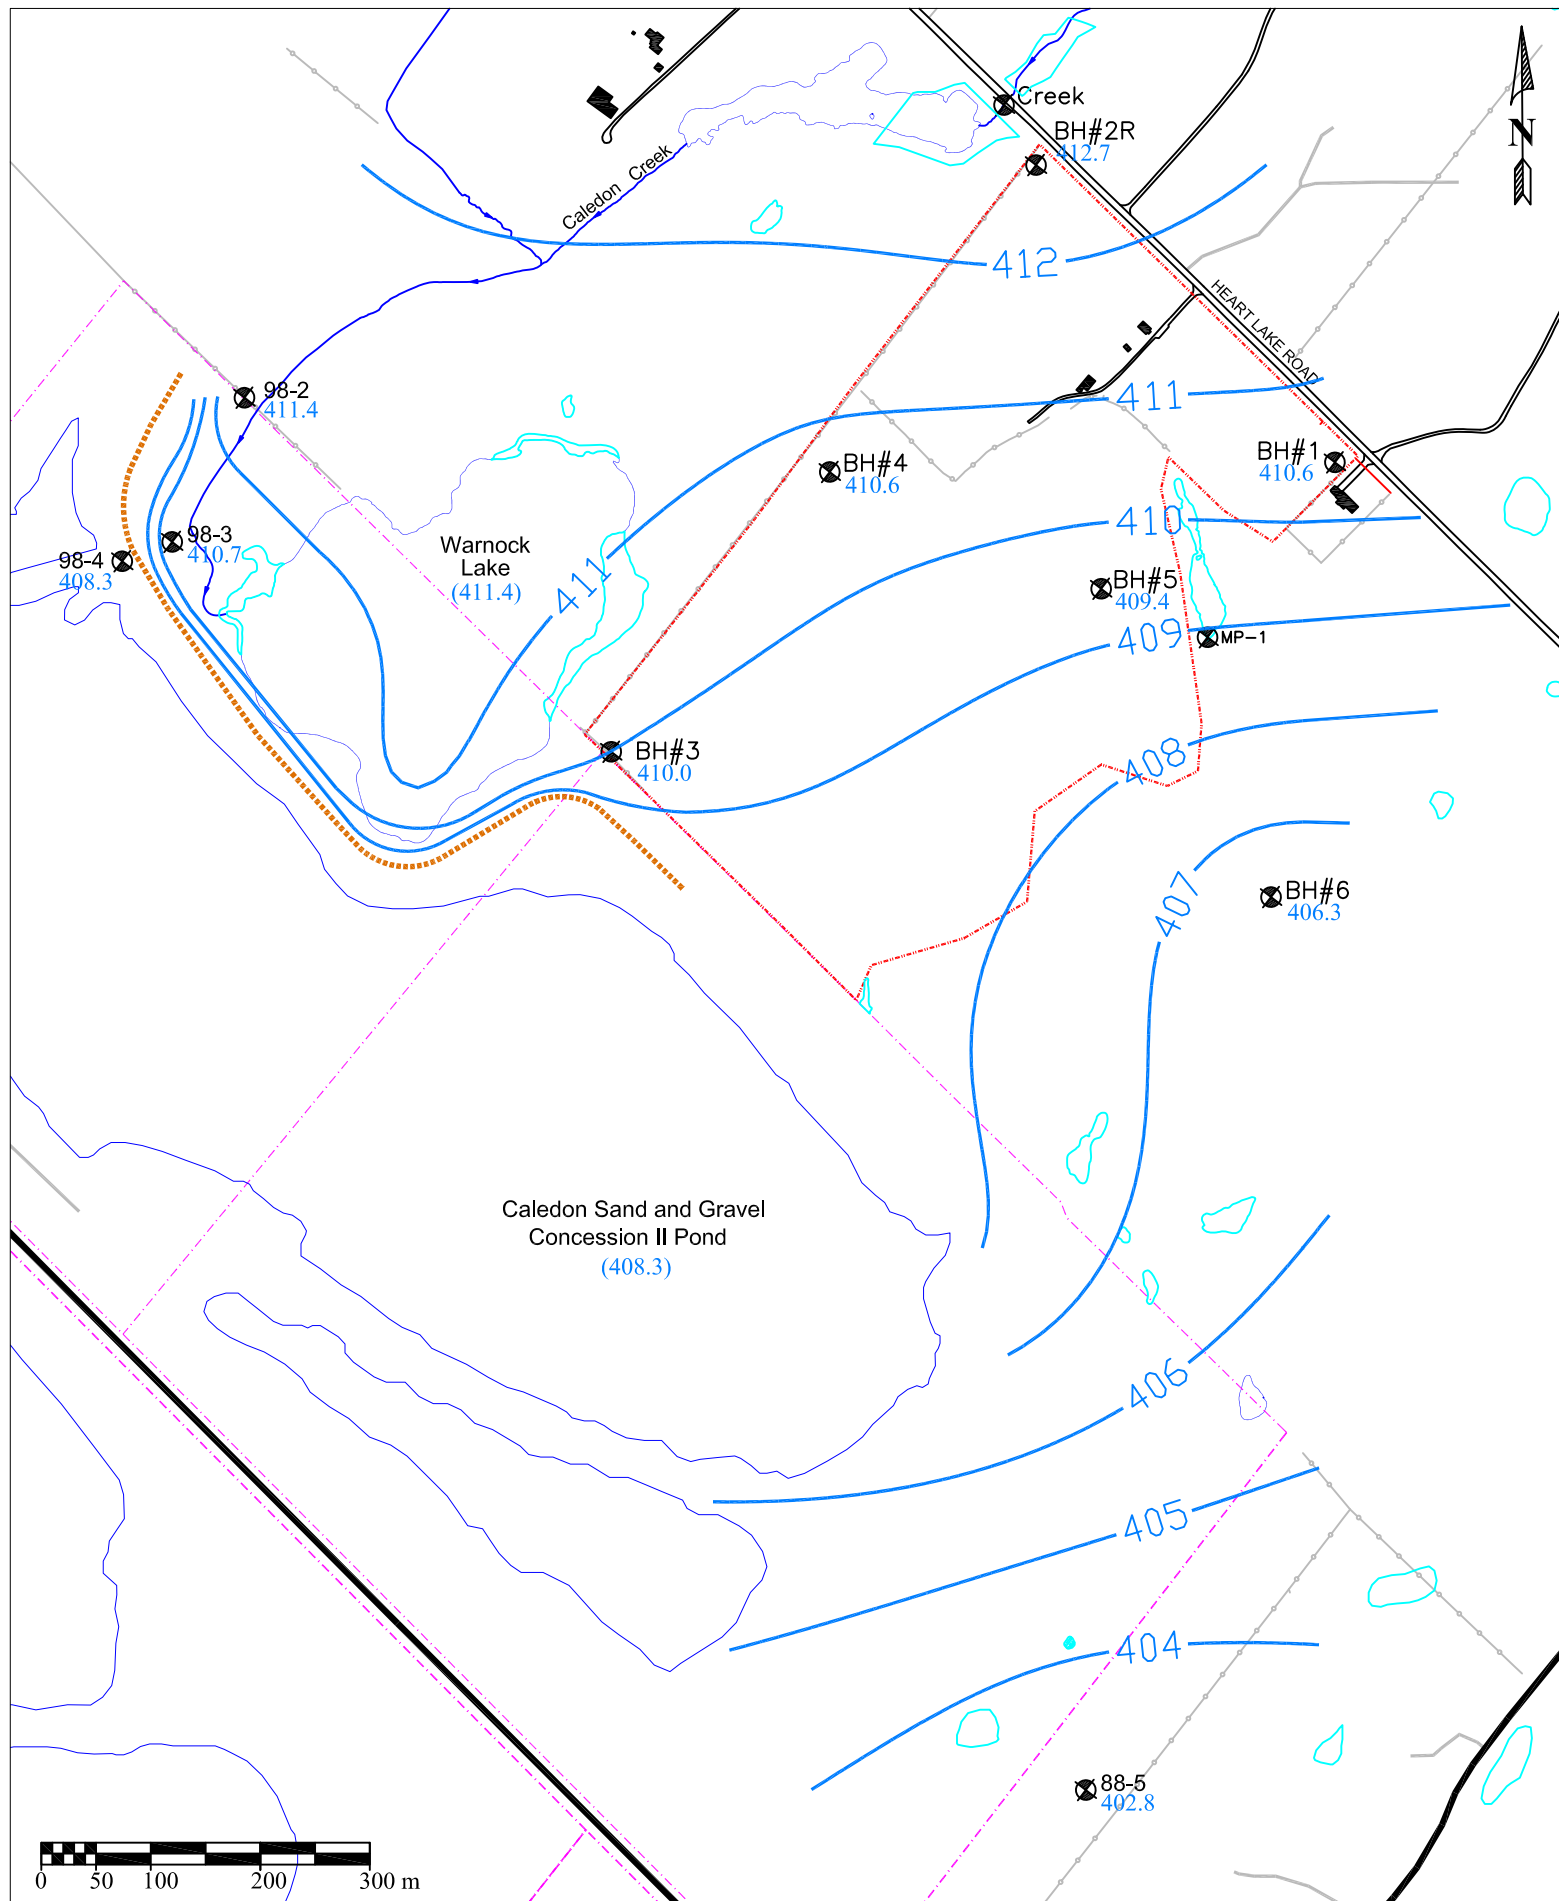 Creek
BH#2R
412.7
N
Caledon Creek
412
HEART LAKE ROAD
98-2
411.4
411
BH#4
410.6
BH#1
410.6
98-3
410.7
98-4
408.3
Warnock
Lake
(411.4)
411
410
BH#5
409.4
409
MP-1
BH#3
410.0
408
407
BH#6
406.3
Caledon Sand and Gravel
Concession II Pond
(408.3)
406
405
404
88-5
402.8
0 50 100 200 300 m